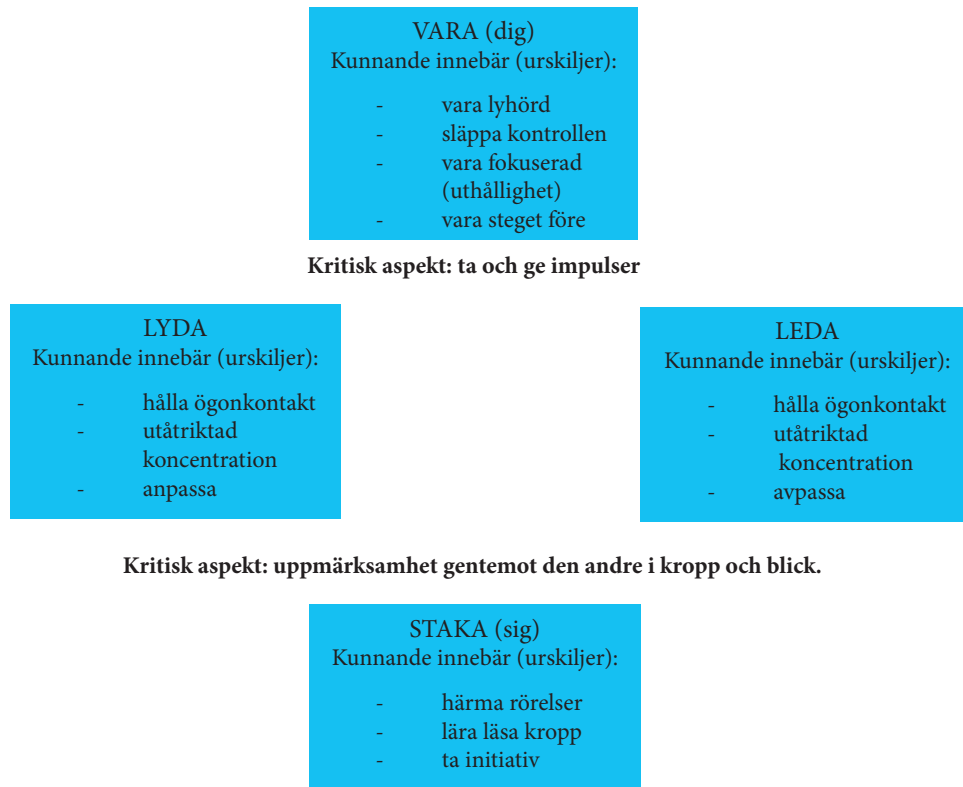 VARA (dig)
Kunnande innebär (urskiljer):
- vara lyhörd
- släppa kontrollen
- vara fokuserad
(uthållighet)
- vara steget före
Kritisk aspekt: ta och ge impulser
LYDA
Kunnande innebär (urskiljer):
- hålla ögonkontakt
- utåtriktad
koncentration
- anpassa
LEDA
Kunnande innebär (urskiljer):
- hålla ögonkontakt
- utåtriktad
koncentration
- avpassa
Kritisk aspekt: uppmärksamhet gentemot den andre i kropp och blick.
STAKA (sig)
Kunnande innebär (urskiljer):
- härma rörelser
- lära läsa kropp
- ta initiativ